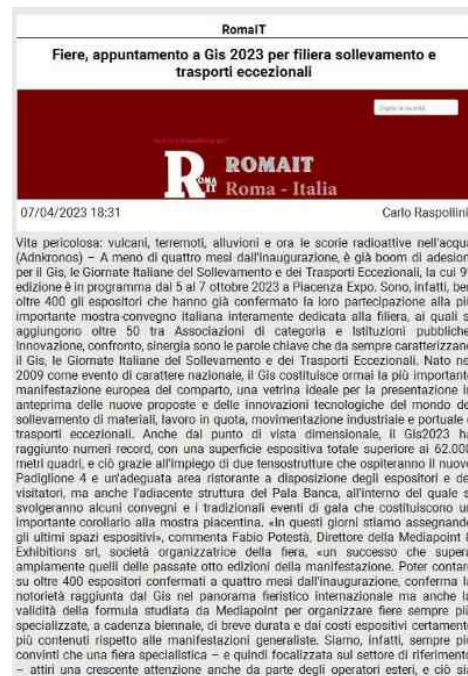 RomaIT
Fiere, appuntamento a Gis 2023 per filiera sollevamento e
trasporti eccezionali
ROMA
IT
ROMAIT
Roma - Italia
07/04/2023 18:31
Carlo Raspollini
Vita pericolosa: vulcani, terremoti, alluvioni e ora le scorie radioattive nell'acqua
(Adnkronos) – A meno di quattro mesi dall'inaugurazione, è già boom di adesion
per il Gis, le Giornate Italiane del Sollevamento e dei Trasporti Eccezionali, la cui 9
edizione è in programma dal 5 al 7 ottobre 2023 a Piacenza Expo. Sono, infatti, ben
oltre 400 gli espositori che hanno già confermato la loro partecipazione alla più
importante mostra-convegno italiana interamente dedicata alla filiera, ai quali s
aggiungono oltre 50 tra Associazioni di categoria e Istituzioni pubbliche
Innovazione, confronto, sinergia sono le parole chiave che da sempre caratterizzano
il Gis, le Giornate Italiane del Sollevamento e dei Trasporti Eccezionali. Nato ne
2009 come evento di carattere nazionale, il Gis costituisce ormai la più importante
manifestazione europea del comparto, una vetrina ideale per la presentazione in
anteprima delle nuove proposte e delle innovazioni tecnologiche del mondo de
sollevamento di materiali, lavoro in quota, movimentazione industriale e portuale e
trasporti eccezionali. Anche dal punto di vista dimensionale, il Gis2023 ha
raggiunto numeri record, con una superficie espositiva totale superiore ai 62.000
metri quadri, e ciò grazie all'impiego di due tensostrutture che ospiteranno il nuovo
Padiglione 4 e un'adeguata area ristorante a disposizione degli espositori e de
visitatori, ma anche l'adiacente struttura del Pala Banca, all'interno del quale s
svolgeranno alcuni convegni e i tradizionali eventi di gala che costituiscono un
importante corollario alla mostra piacentina. «In questi giorni stiamo assegnando
gli ultimi spazi espositivi», commenta Fabio Potestà, Direttore della Mediapoint &
Exhibitions srl, società organizzatrice della fiera, «un successo che supera
ampiamente quelli delle passate otto edizioni della manifestazione. Poter contare
su oltre 400 espositori confermati a quattro mesi dall'inaugurazione, conferma la
notorietà raggiunta dal Gis nel panorama fieristico internazionale ma anche la
validità della formula studiata da Mediapoint per organizzare fiere sempre più
specializzate, a cadenza biennale, di breve durata e dai costi espositivi certamente
più contenuti rispetto alle manifestazioni generaliste. Siamo, infatti, sempre più
convinti che una fiera specialistica – e quindi focalizzata sul settore di riferimento
– attiri una crescente attenzione anche da parte degli operatori esteri, e ciò sia